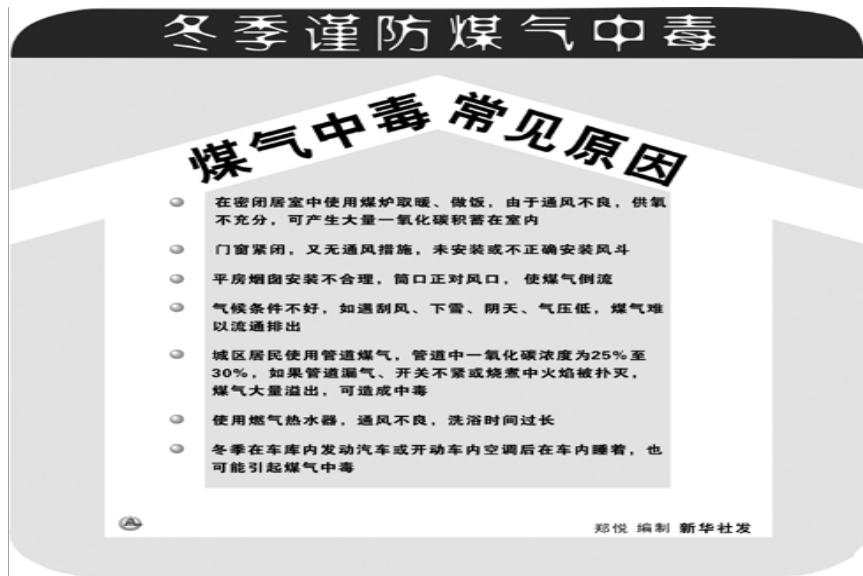 冬季谨防煤气中毒
煤气中毒 常见原因
在密闭居室中使用煤炉取暖、做饭，由于通风不良，供氧
不充分，可产生大量一氧化碳积蓄在室内
门窗紧闭，又无通风措施，未安装或不正确安装风斗
平房烟囱安装不合理，筒口正对风口， 使煤气倒流
气候条件不好，如遇刮风、下雪、阴天、气压低，煤气难
以流通排出
城区居民使用管道煤气，管道中一氧化碳浓度为25%至
30%，如果管道漏气、开关不紧或烧煮中火焰被扑灭，
煤气大量溢出，可造成中毒
使用燃气热水器，通风不良，洗浴时间过长
冬季在车库内发动汽车或开动车内空调后在车内睡着，也
可能引起煤气中毒
郑悦 编制 新华社发